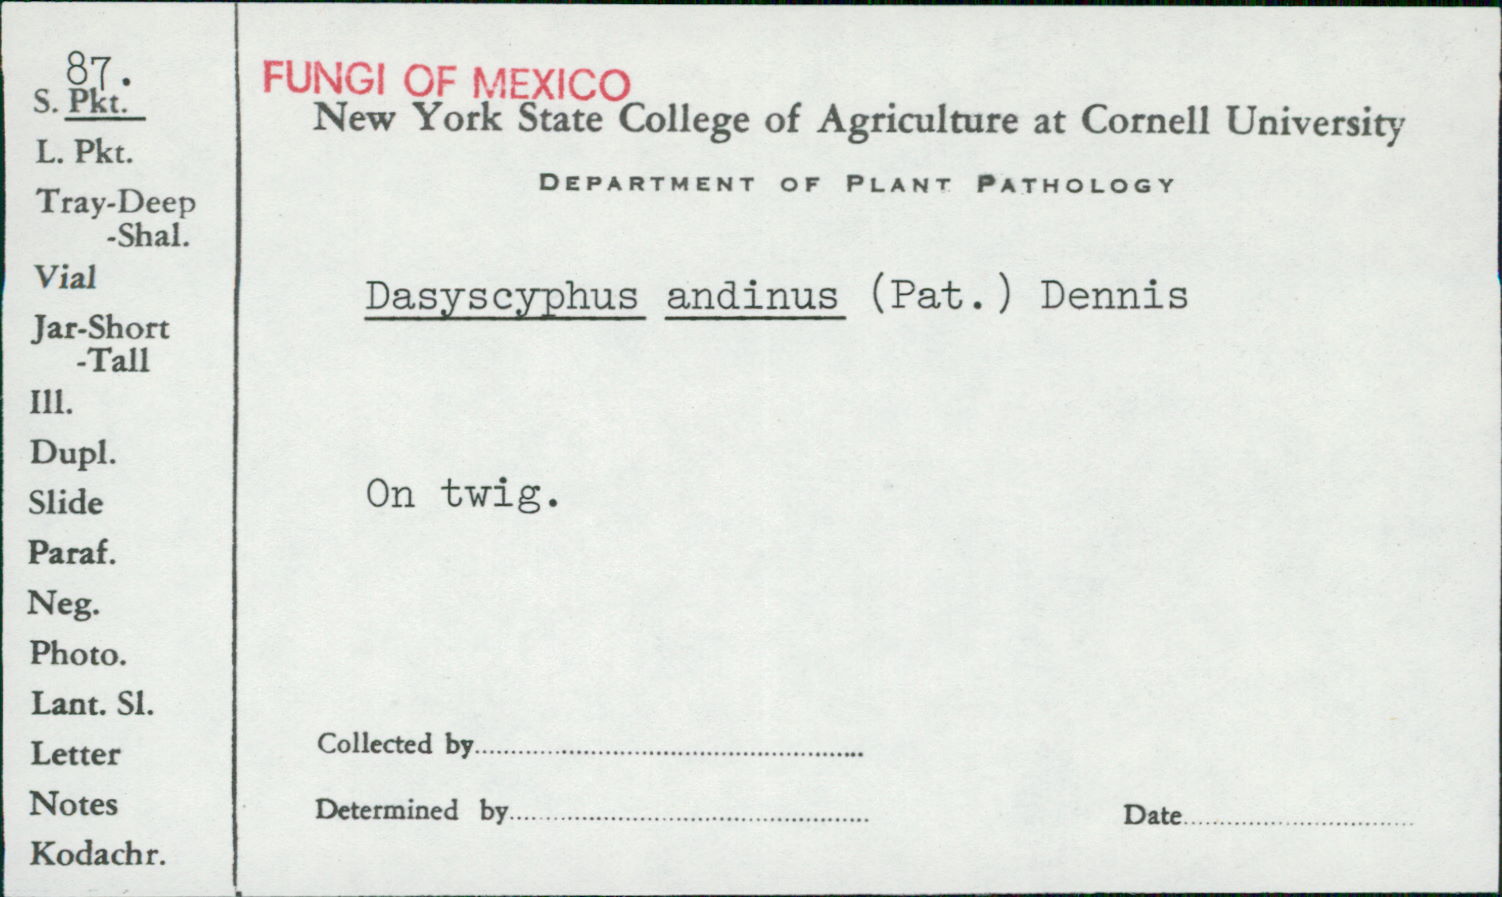 87.
S. Pkt.
L. Pkt.
Tray-Deep
-Shal.
Vial
Jar-Short
-Tall
Ill.
Dupl.
Slide
Paraf.
Neg.
Photo.
Lant. Sl.
Letter
Notes
Kodachr.
FUNGI OF MEXICO
New York State College of Agriculture at Cornell University
DEPARTMENT OF PLANT PATHOLOGY
Dasyscyphus andinus (Pat.) Dennis
On twig.
Collected by
Determined by
Date